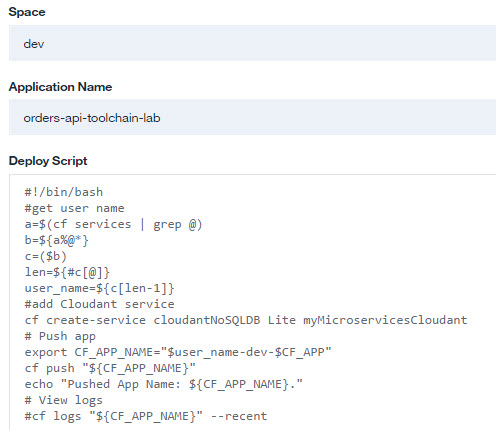 Space
dev
Application Name
orders-api-toolchain-lab
Deploy Script
#!/bin/bash
#get user name
a=$(cf services | grep @)
b=${a%@*}
c=($b)
len=${#c[@]}
user_name=${c[len-1]}
#add Cloudant service
cf create-service cloudantNoSQLDB Lite myMicroservicesCloudant
# Push app
export CF_APP_NAME="$user_name-dev-$CF_APP"
cf push "${CF_APP_NAME}"
echo "Pushed App Name: ${CF_APP_NAME}."
# View logs
#cf logs "${CF_APP_NAME}" --recent